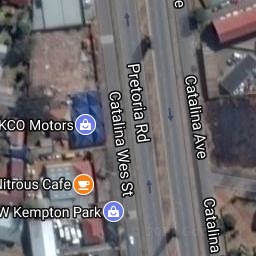 Pretoria Rd
Catalina Wes St
Catalina Ave
KCO Motors
Nitrous Cafe
W Kempton Park
Catalina